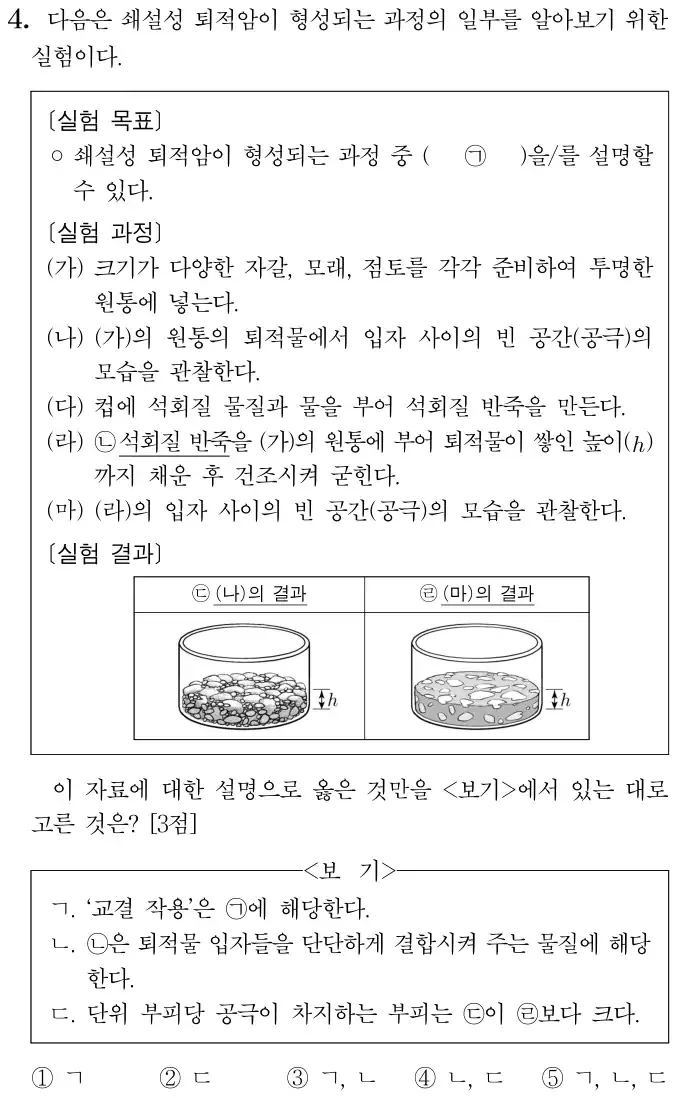 4. 다음은 쇄설성 퇴적암이 형성되는 과정의 일부를 알아보기 위한
실험이다.
〔실험 목표〕
○ 쇄설성 퇴적암이 형성되는 과정 중 ( ㉠ )을/를 설명할
수 있다.
〔실험 과정〕
(가) 크기가 다양한 자갈, 모래, 점토를 각각 준비하여 투명한
원통에 넣는다.
(나) (가)의 원통의 퇴적물에서 입자 사이의 빈 공간(공극)의
모습을 관찰한다.
(다) 컵에 석회질 물질과 물을 부어 석회질 반죽을 만든다.
(라) ㉡석회질 반죽을 (가)의 원통에 부어 퇴적물이 쌓인 높이(h)
까지 채운 후 건조시켜 굳힌다.
(마) (라)의 입자 사이의 빈 공간(공극)의 모습을 관찰한다.
〔실험 결과〕
㉢(나)의 결과 ㉣(마)의 결과
h h
이 자료에 대한 설명으로 옳은 것만을 <보기>에서 있는 대로
고른 것은? [3점]
<보 기>
ㄱ. ‘교결 작용’은 ㉠에 해당한다.
ㄴ. ㉡은 퇴적물 입자들을 단단하게 결합시켜 주는 물질에 해당
한다.
ㄷ. 단위 부피당 공극이 차지하는 부피는 ㉢이 ㉣보다 크다.
① ㄱ ② ㄷ ③ ㄱ, ㄴ ④ ㄴ, ㄷ ⑤ ㄱ, ㄴ, ㄷ